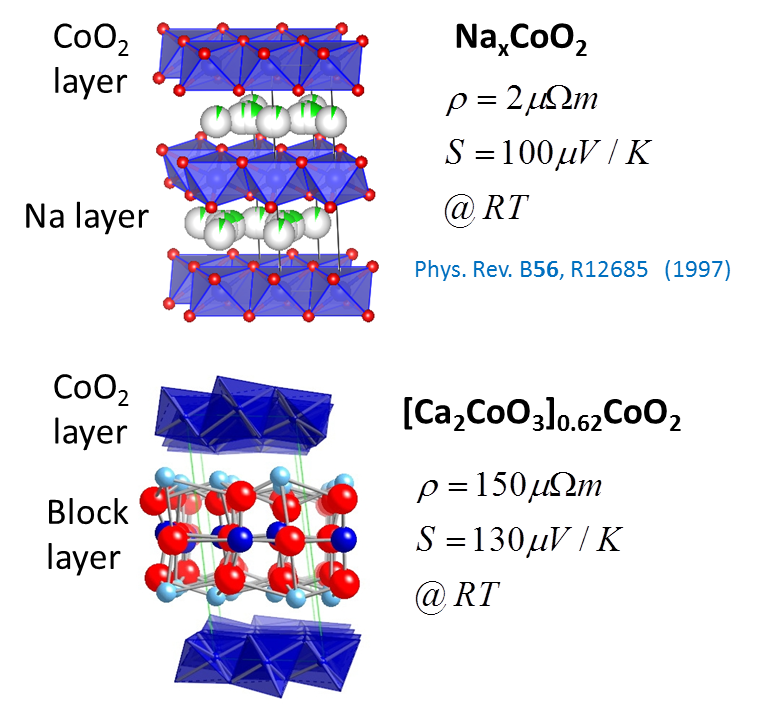 CoO₂
layer
Na layer
NaₓCoO₂
ρ = 2μΩm
S = 100μV / K
@ RT
Phys. Rev. B56, R12685 (1997)
CoO₂
layer
Block
layer
[Ca₂CoO₃]₀.₆₂CoO₂
ρ = 150μΩm
S = 130μV / K
@ RT